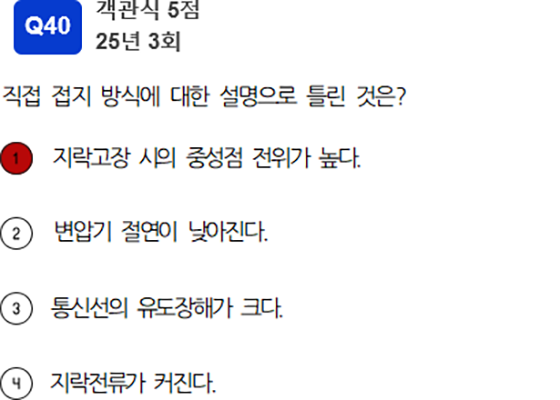 Q40
객관식 5점
25년 3회
직접 접지 방식에 대한 설명으로 틀린 것은?
1 지락고장 시의 중성점 전위가 높다.
2 변압기 절연이 낮아진다.
3 통신선의 유도장해가 크다.
4 지락전류가 커진다.